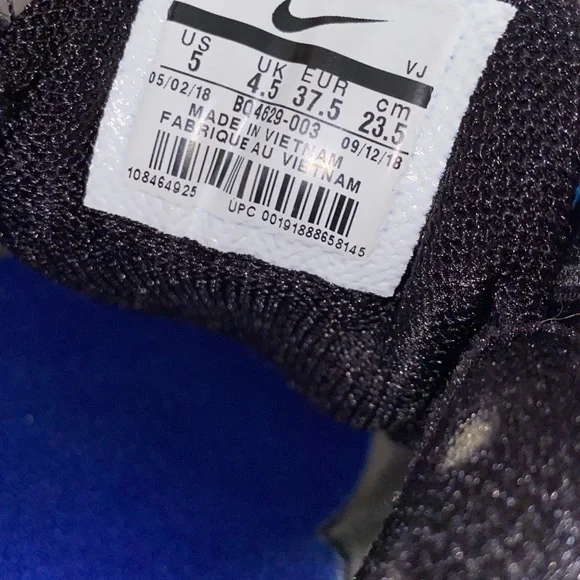 VJ
US UK EUR cm
5 4.5 37.5 23.5
05/02/18 BQ4629-003 09/12/18
MADE IN VIETNAM
FABRIQUE AU VIETNAM
108464925
UPC 00191888658145